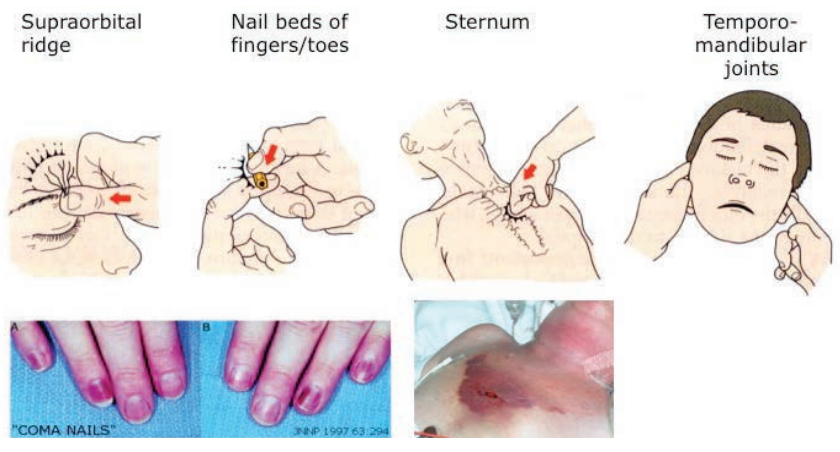 Supraorbital
ridge
Nail beds of
fingers/toes
Sternum
Temporo-
mandibular
joints
A
B
"COMA NAILS"
JNNP 1997 63:294